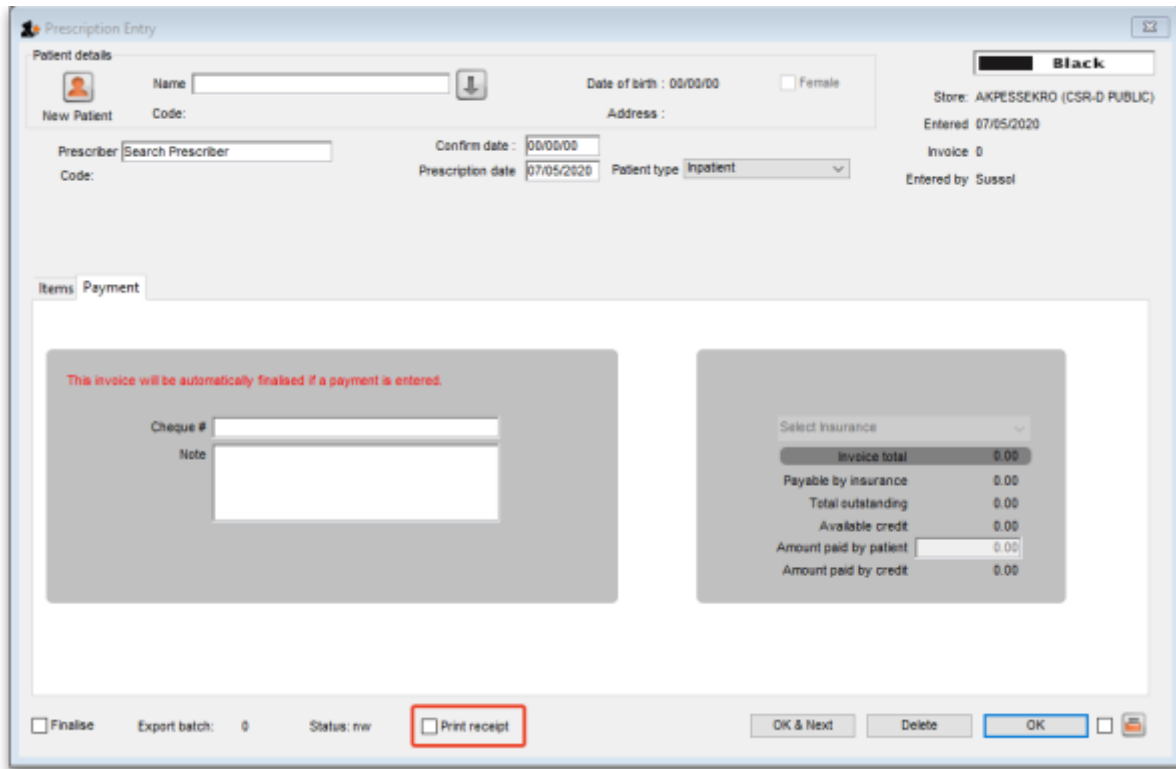 Prescription Entry
Patient details
Black
Name
Date of birth : 00/00/00
Female
Store: AKPESSEKRO (CSR-D PUBLIC)
New Patient
Code:
Address :
Entered 07/05/2020
Prescriber Search Prescriber
Confirm date : 00/00/00
Invoice 0
Code:
Prescription date 07/05/2020
Patient type Inpatient
Entered by Sussol
Items Payment
This invoice will be automatically finalised if a payment is entered.
Cheque #
Select Insurance
Note
Invoice total 0.00
Payable by insurance 0.00
Total outstanding 0.00
Available credit 0.00
Amount paid by patient 0.00
Amount paid by credit 0.00
Finalise Export batch: 0 Status: nw Print receipt OK & Next Delete OK